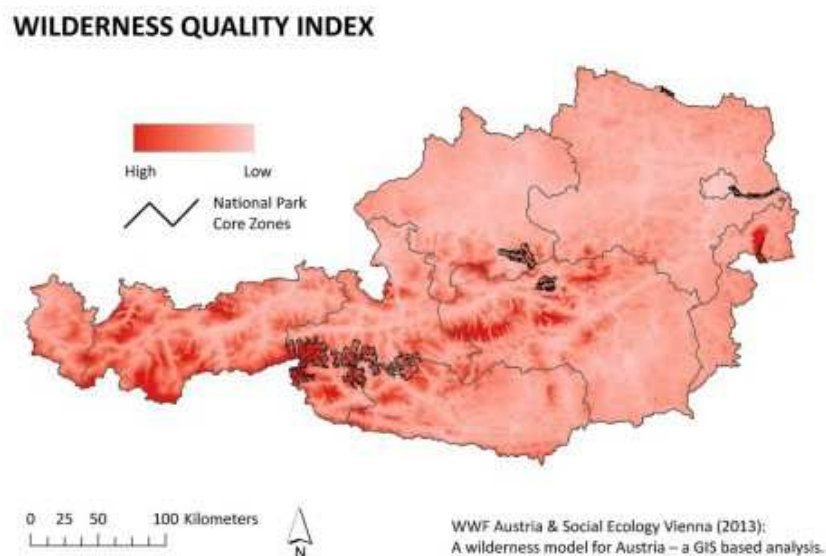 WILDERNESS QUALITY INDEX
High Low
National Park
Core Zones
0 25 50 100 Kilometers
N
WWF Austria & Social Ecology Vienna (2013):
A wilderness model for Austria – a GIS based analysis.